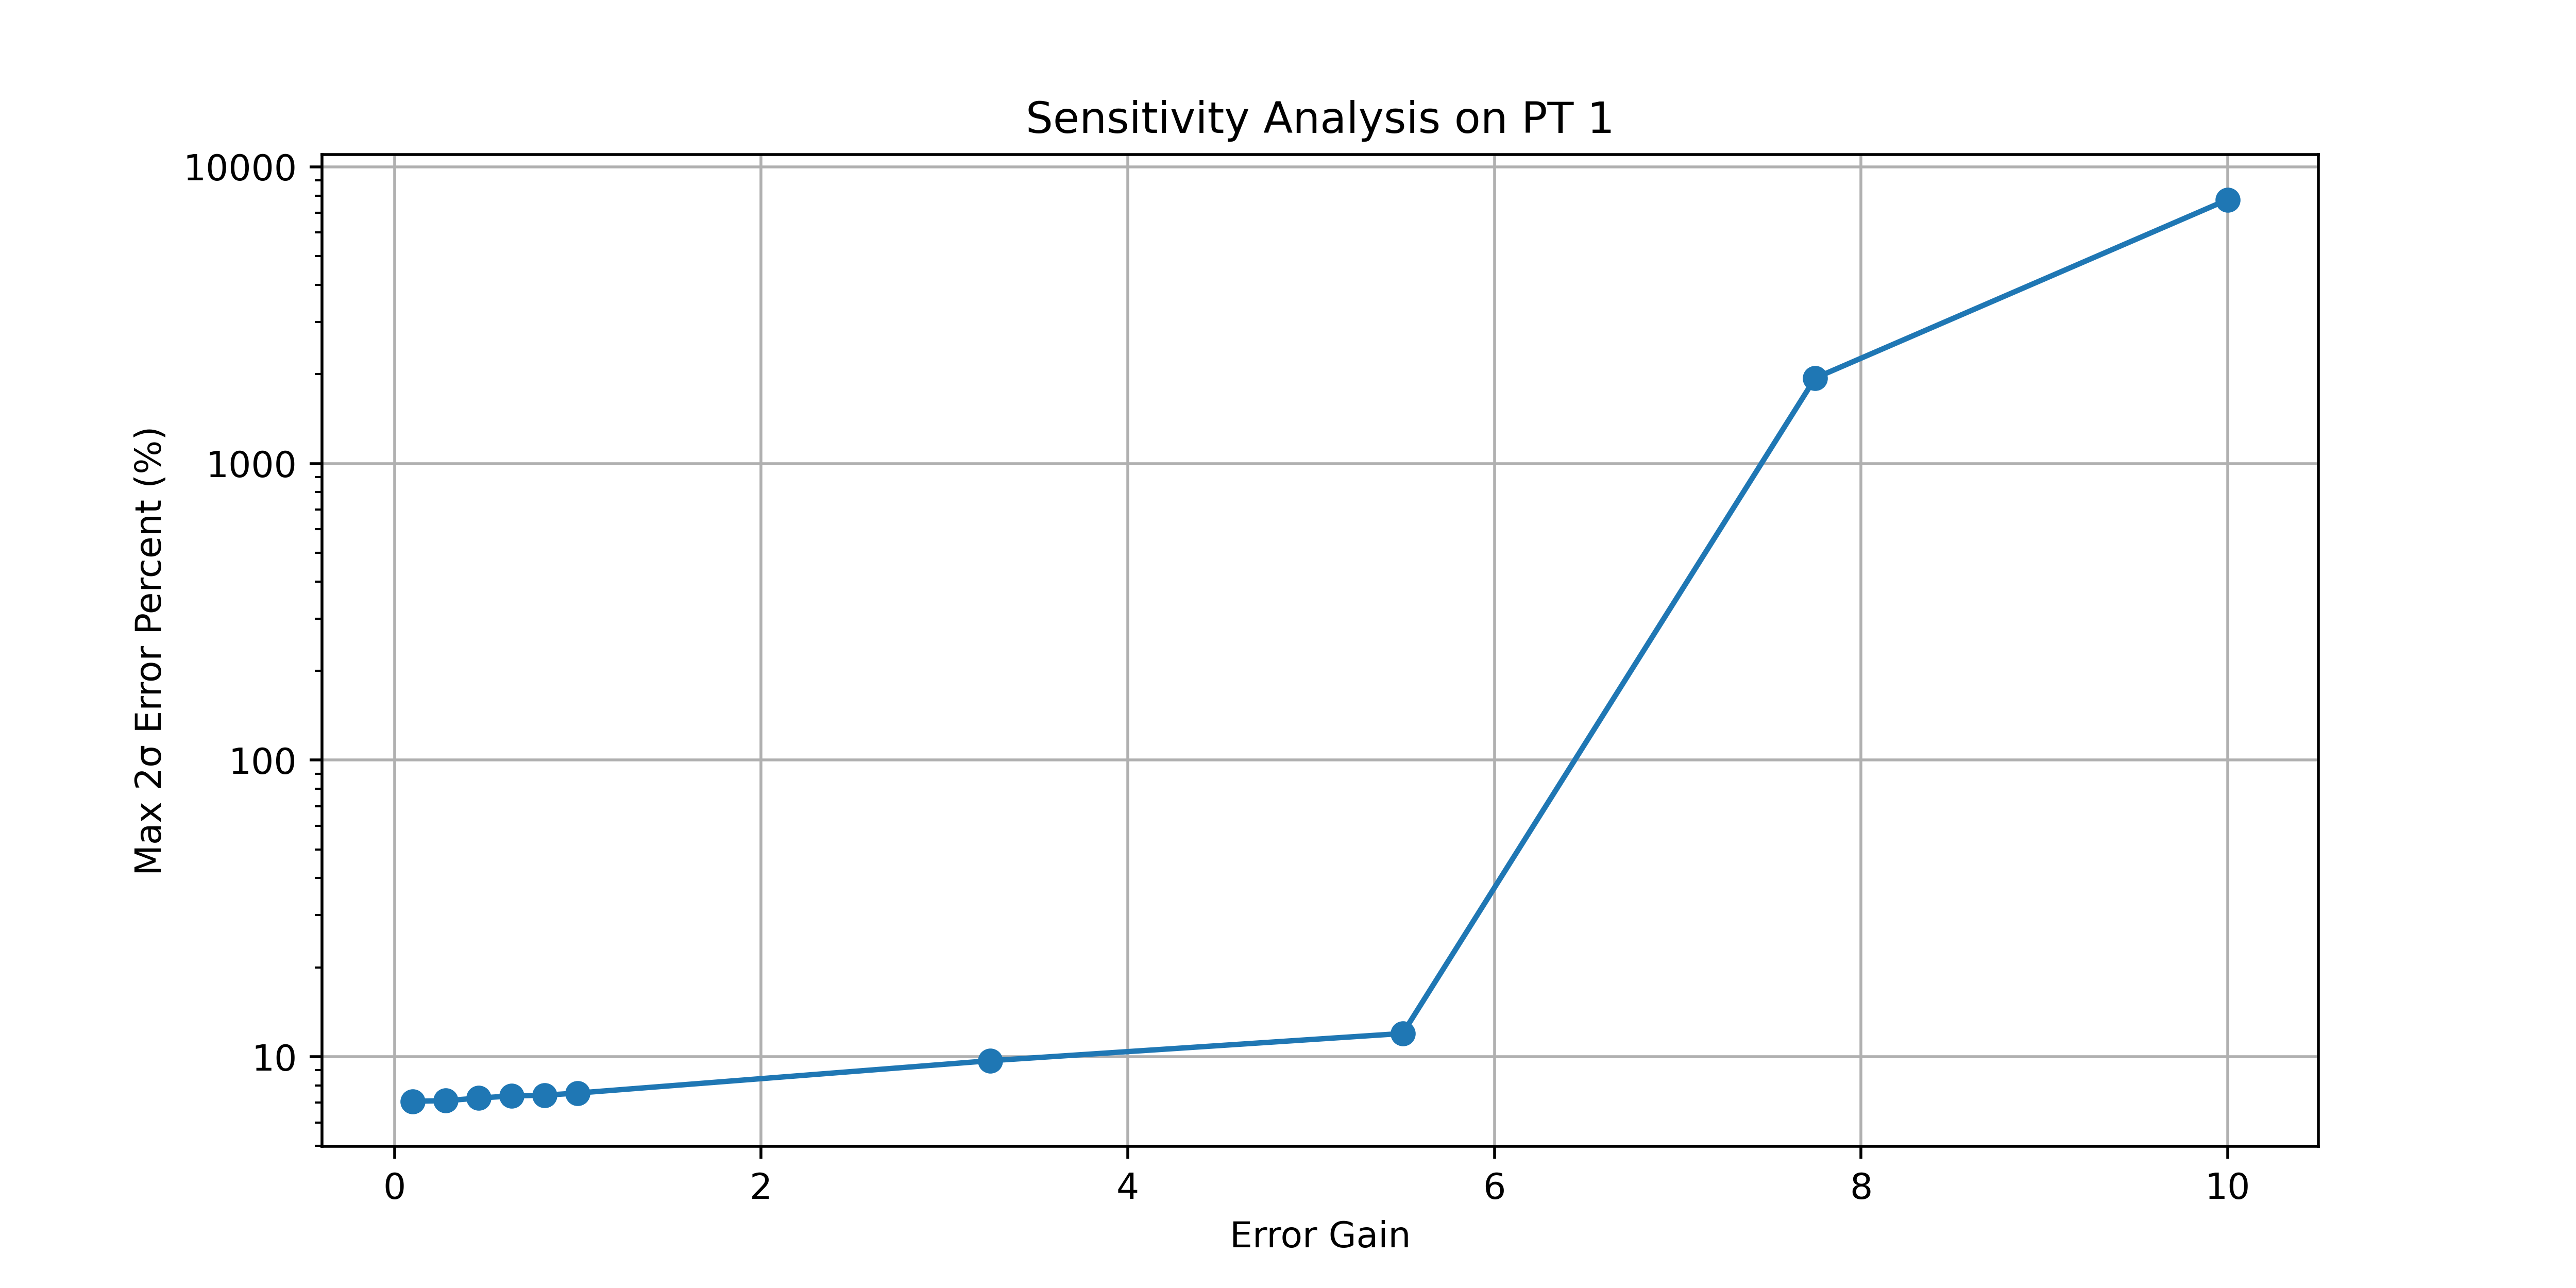 Sensitivity Analysis on PT 1
Max 2σ Error Percent (%)
10000
1000
100
10
0 2 4 6 8 10
Error Gain